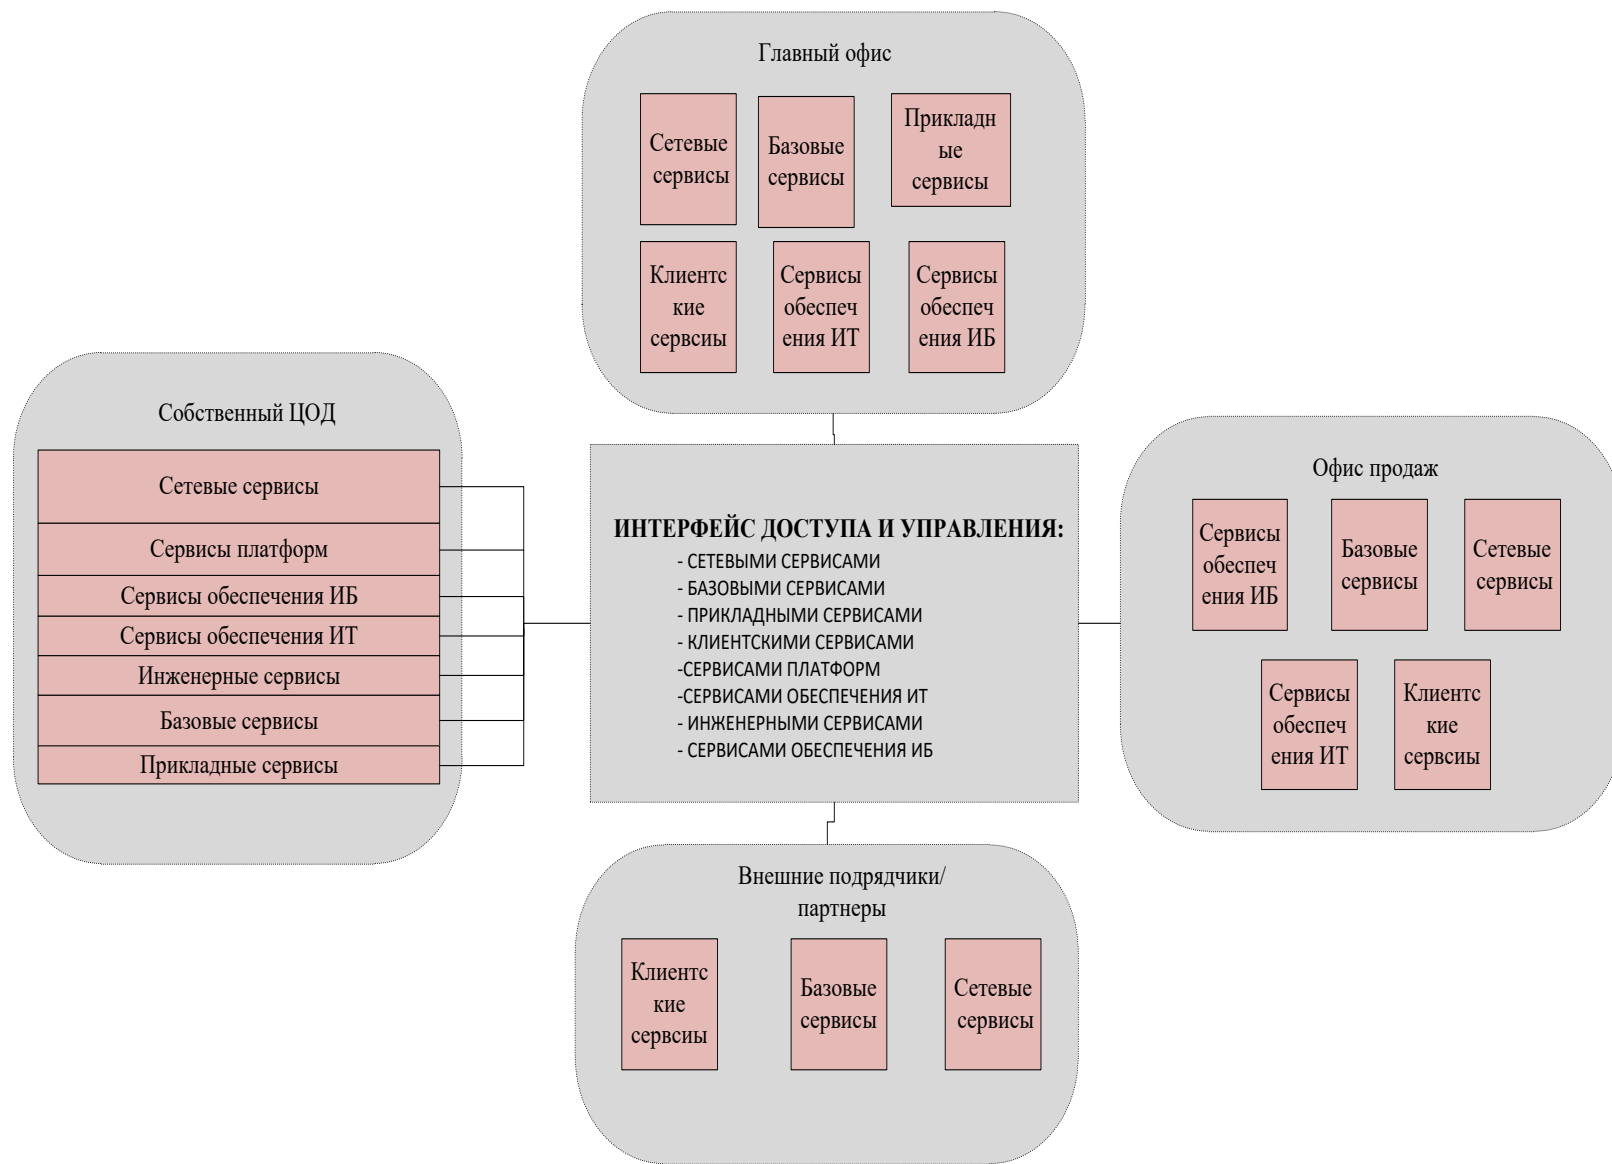 Главный офис
Сетевые
сервисы
Базовые
сервисы
Прикладн
ые
сервисы
Клиентс
кие
сервсиы
Сервисы
обеспеч
ения ИТ
Сервисы
обеспеч
ения ИБ
Собственный ЦОД
Сетевые сервисы
Сервисы платформ
Сервисы обеспечения ИБ
Сервисы обеспечения ИТ
Инженерные сервисы
Базовые сервисы
Прикладные сервисы
ИНТЕРФЕЙС ДОСТУПА И УПРАВЛЕНИЯ:
- СЕТЕВЫМИ СЕРВИСАМИ
- БАЗОВЫМИ СЕРВИСАМИ
- ПРИКЛАДНЫМИ СЕРВИСАМИ
- КЛИЕНТСКИМИ СЕРВИСАМИ
-СЕРВИСАМИ ПЛАТФОРМ
-СЕРВИСАМИ ОБЕСПЕЧЕНИЯ ИТ
- ИНЖЕНЕРНЫМИ СЕРВИСАМИ
- СЕРВИСАМИ ОБЕСПЕЧЕНИЯ ИБ
Офис продаж
Сервисы
обеспеч
ения ИБ
Базовые
сервисы
Сетевые
сервисы
Сервисы
обеспеч
ения ИТ
Клиентс
кие
сервсиы
Внешние подрядчики/
партнеры
Клиентс
кие
сервсиы
Базовые
сервисы
Сетевые
сервисы